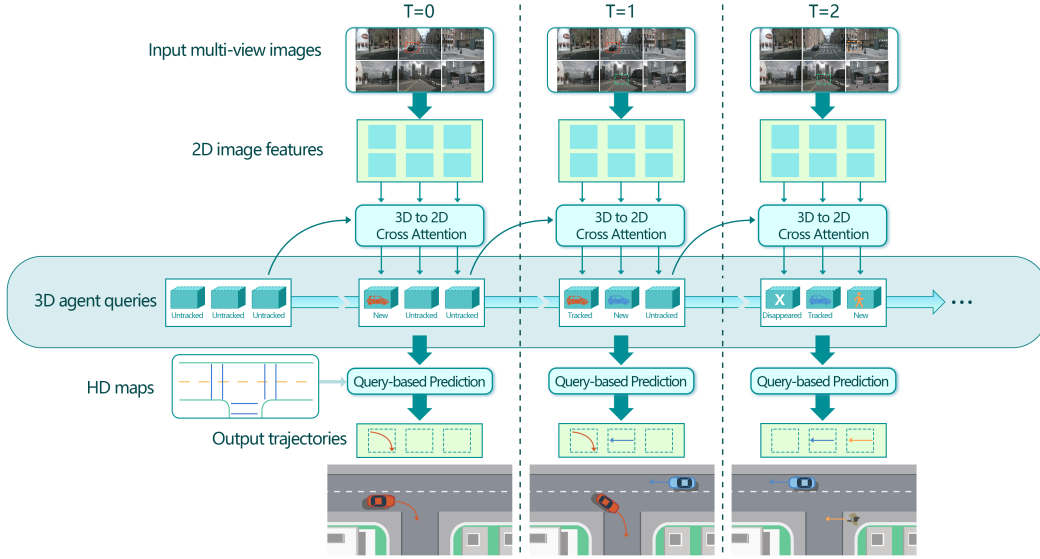 T=0
T=1
T=2
Input multi-view images
2D image features
3D to 2D
Cross Attention
3D to 2D
Cross Attention
3D to 2D
Cross Attention
3D agent queries
Untracked
Untracked
Untracked
New
Untracked
Untracked
Tracked
New
Untracked
X
Disappeared
Tracked
New
...
HD maps
Query-based Prediction
Query-based Prediction
Query-based Prediction
Output trajectories